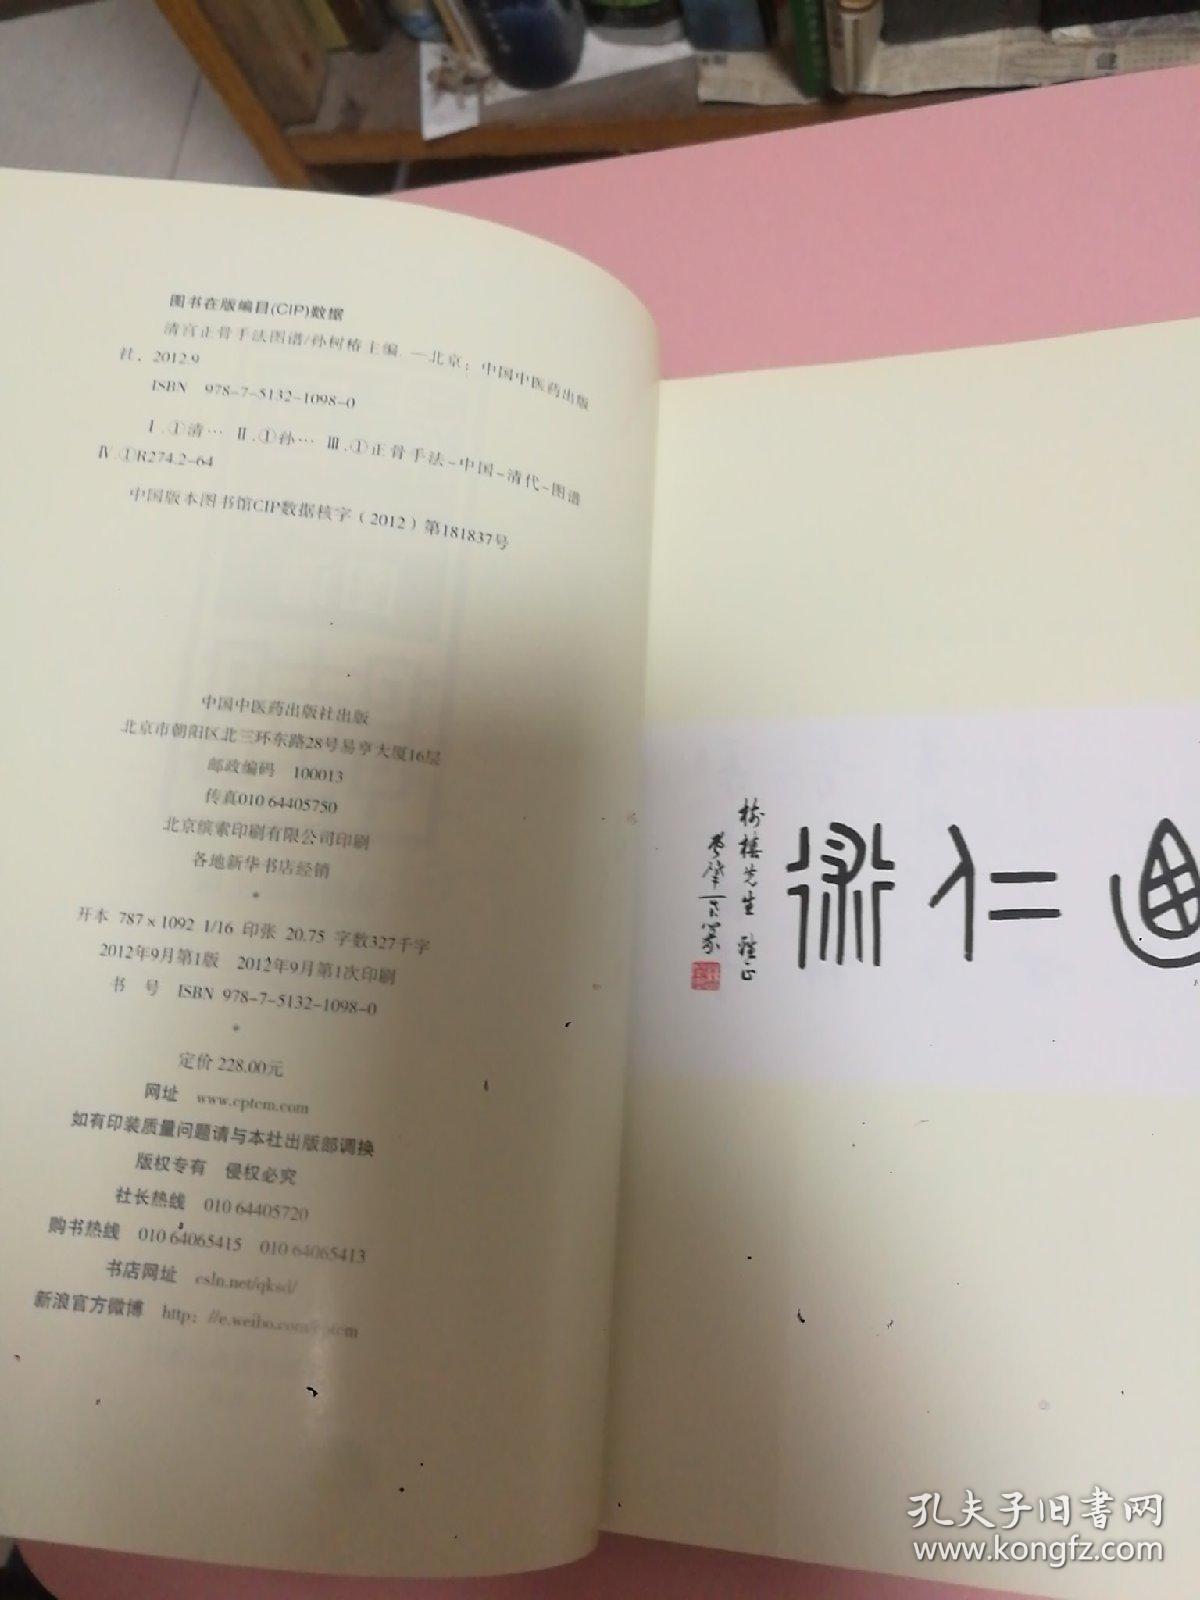 图书在版编目(CIP)数据
清宫正骨手法图谱/孙树椿主编. —北京：中国中医药出版
社，2012.9
ISBN 978-7-5132-1098-0
Ⅰ.①清… Ⅱ.①孙… Ⅲ.①正骨手法-中国-清代-图谱
Ⅳ.①R274.2-64
中国版本图书馆CIP数据核字（2012）第181837号
中国中医药出版社出版
北京市朝阳区北三环东路28号易亨大厦16层
邮政编码 100013
传真010 64405750
北京缤索印刷有限公司印刷
各地新华书店经销
开本 787×1092 1/16 印张 20.75 字数327千字
2012年9月第1版 2012年9月第1次印刷
书 号 ISBN 978-7-5132-1098-0
定价 228.00元
网址 www.cptcm.com
如有印装质量问题请与本社出版部调换
版权专有 侵权必究
社长热线 010 64405720
购书热线 010 64065415 010 64065413
书店网址 csln.net/qksd/
新浪官方微博 http：//e.weibo.com/cptcm
仁术
树椿先生 雅正
孔夫子旧书网
www.kongfz.com